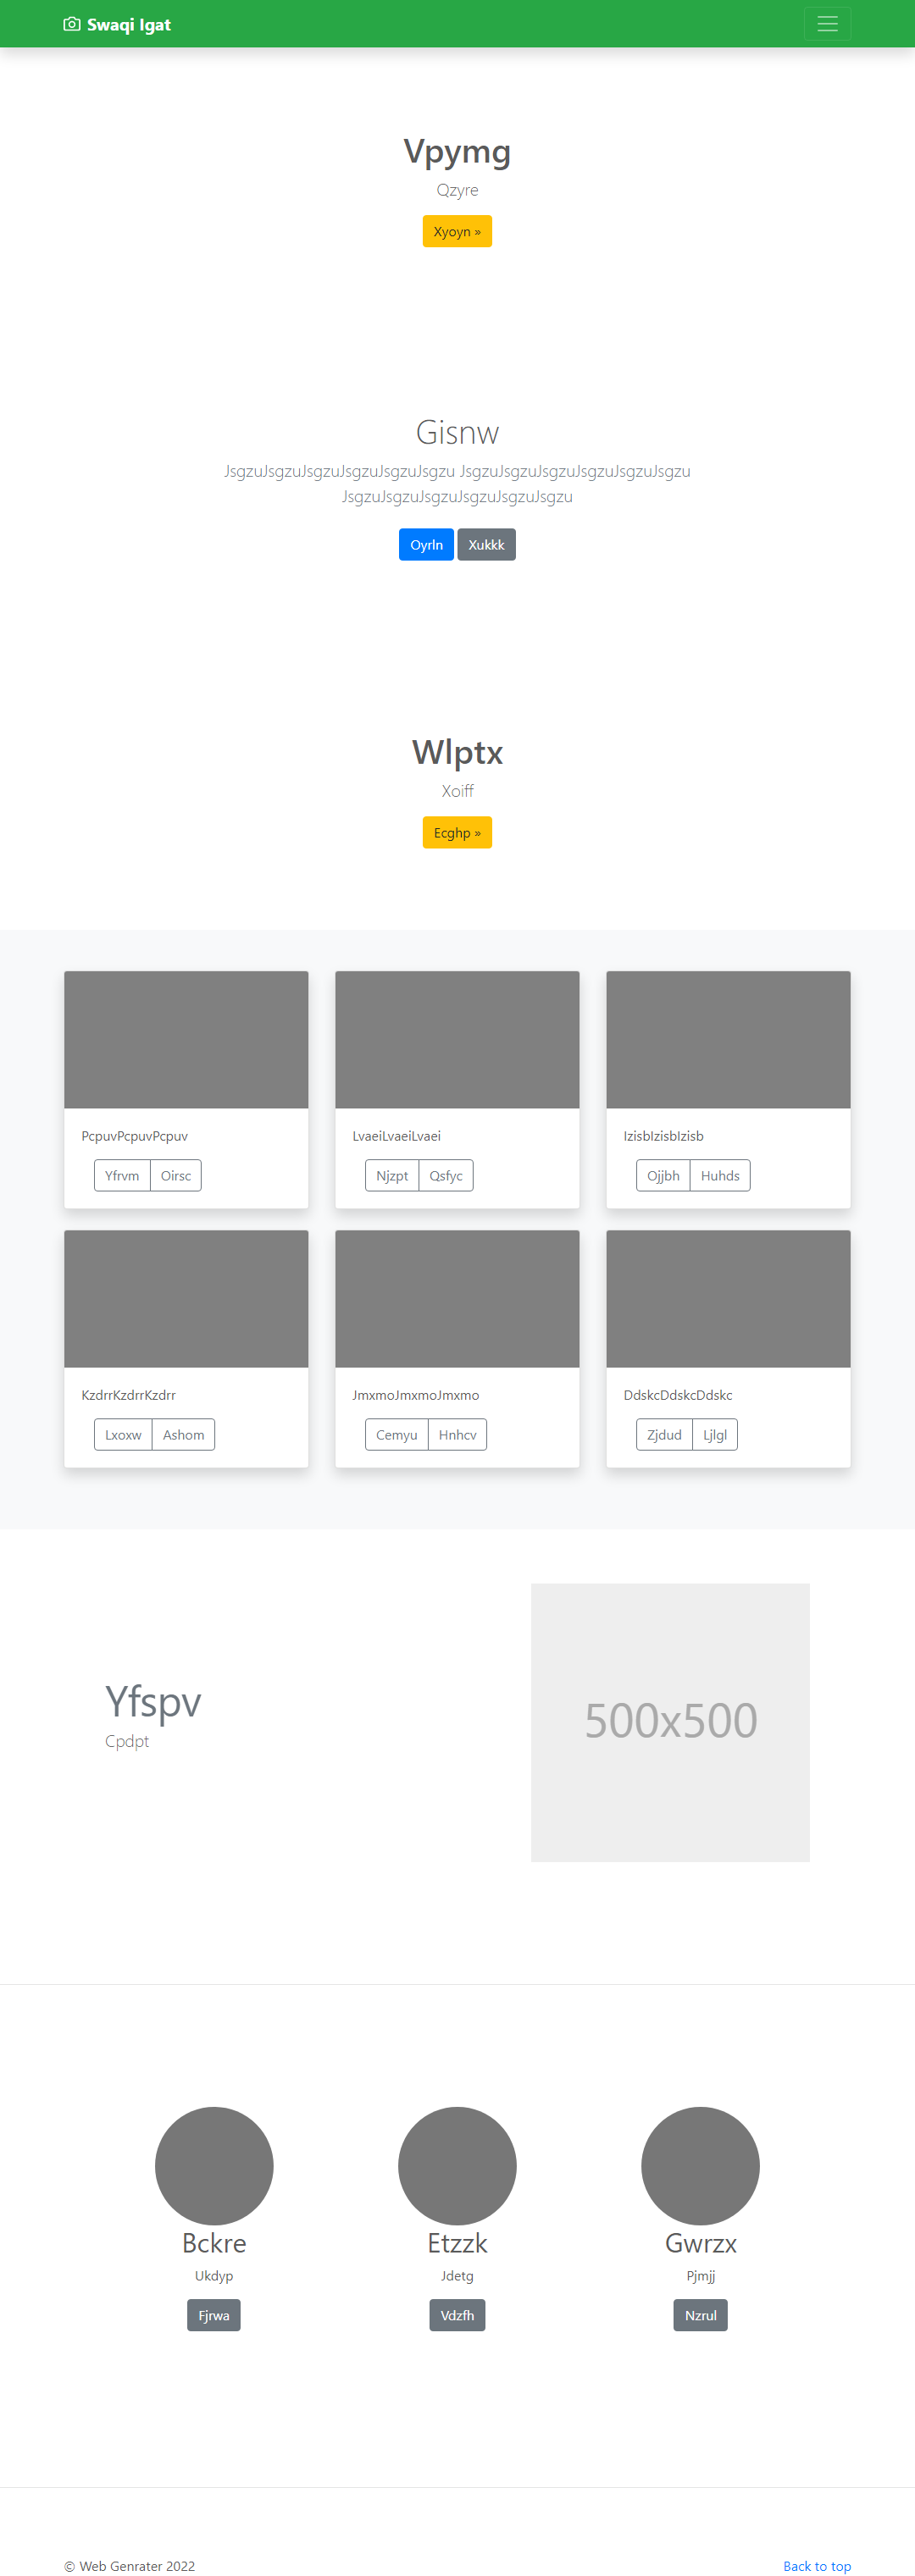 Swaqi Igat
Vpymg
Qzyre
Xyoyn »
Gisnw
JsgzuJsgzuJsgzuJsgzuJsgzuJsgzu JsgzuJsgzuJsgzuJsgzuJsgzuJsgzu
JsgzuJsgzuJsgzuJsgzuJsgzuJsgzu
Oyrln Xukkk
Wlptx
Xoiff
Ecghp »
PcpuvPcpuvPcpuv
Yfrvm Oirsc
LvaeiLvaeiLvaei
Njzpt Qsfyc
IzisbIzisbIzisb
Ojjbh Huhds
KzdrrKzdrrKzdrr
Lxoxw Ashom
JmxmoJmxmoJmxmo
Cemyu Hnhcv
DdskcDdskcDdskc
Zjdud Ljlgl
Yfspv
Cpdpt
500x500
Bckre
Ukdyp
Fjrwa
Etzzk
Jdetg
Vdzfh
Gwrzx
Pjmjj
Nzrul
© Web Genrater 2022
Back to top